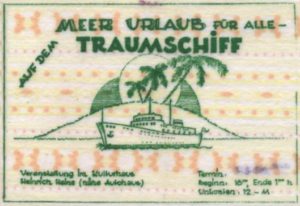 MEER URLAUB FÜR ALLE -
AUF DEM
TRAUMSCHIFF
Veranstaltung im Kulturhaus
Heinrich Heine (nähe Autohaus)
Termin:
Beginn: 18⁰⁰, Ende 1⁰⁰ h
Unkosten: 12,- M